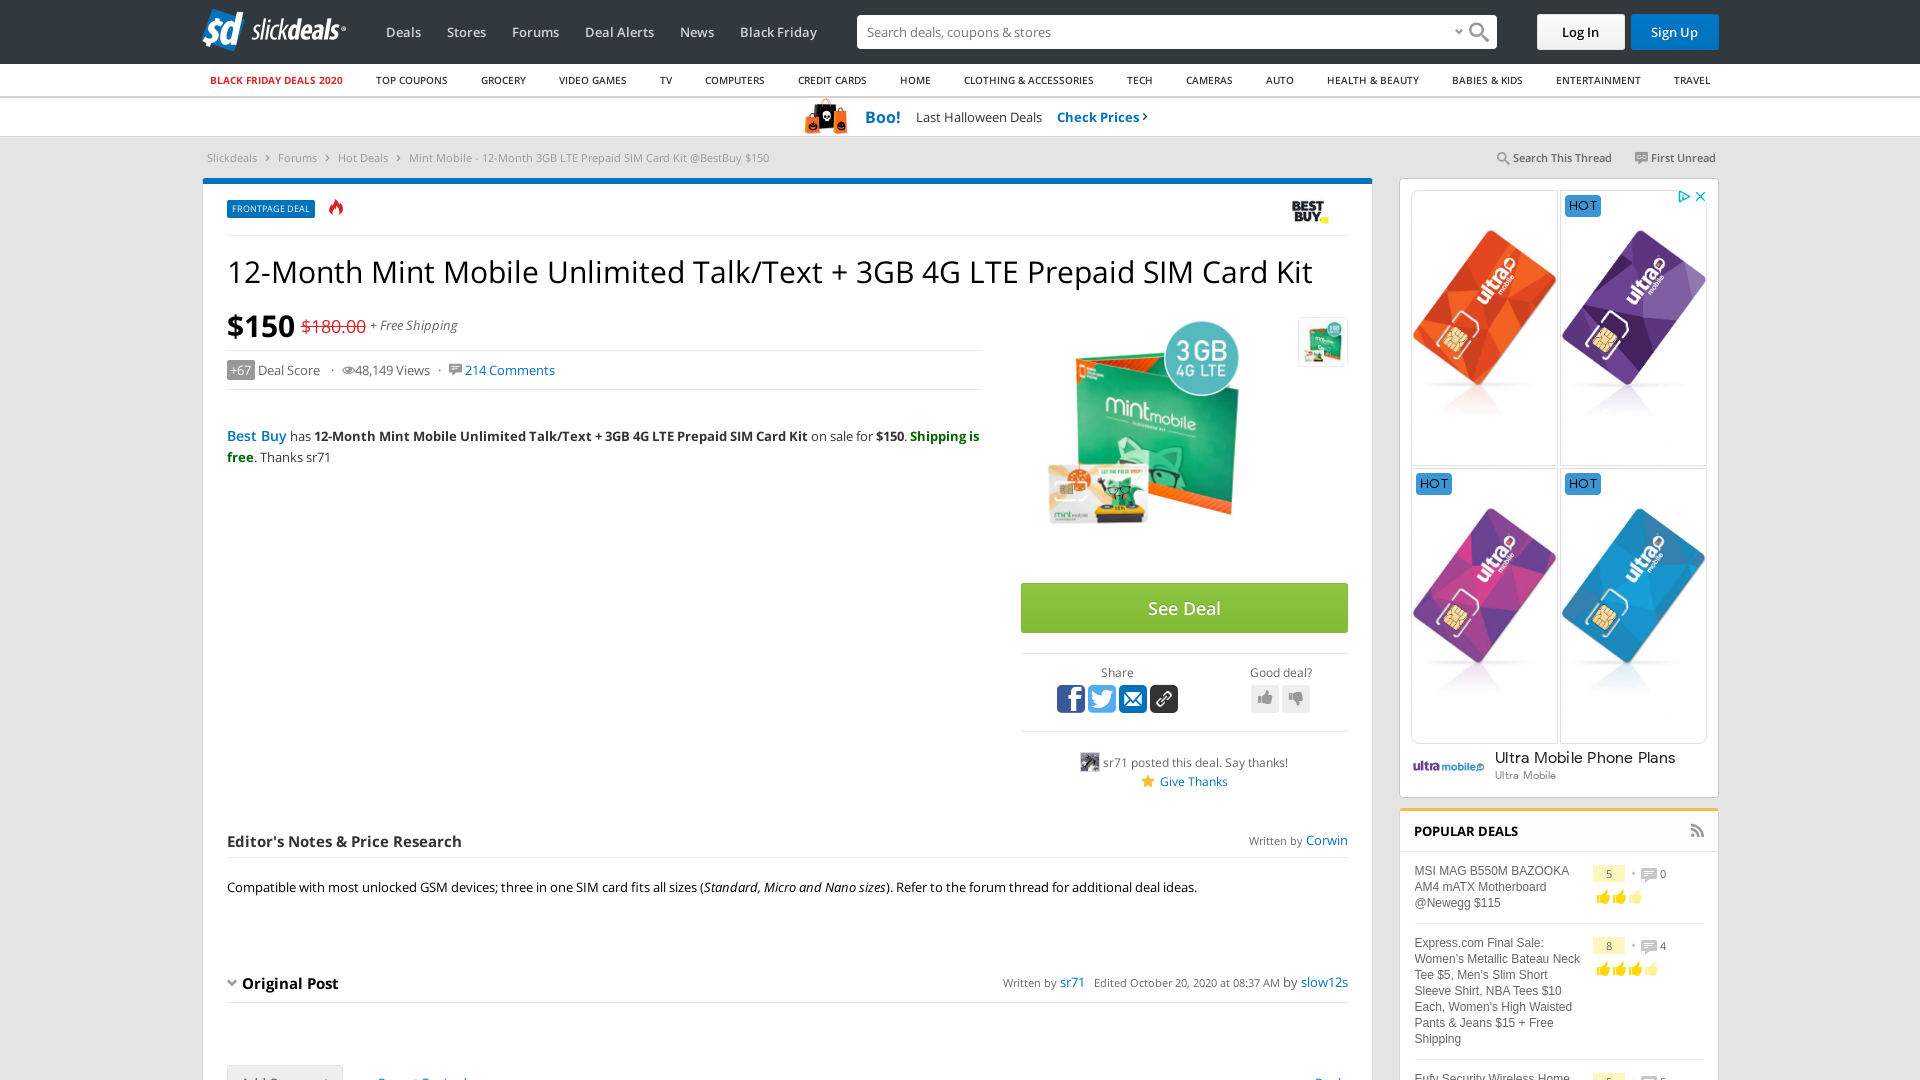 slickdeals
Deals
Stores
Forums
Deal Alerts
News
Black Friday
Search deals, coupons & stores
Log In
Sign Up
BLACK FRIDAY DEALS 2020
TOP COUPONS
GROCERY
VIDEO GAMES
TV
COMPUTERS
CREDIT CARDS
HOME
CLOTHING & ACCESSORIES
TECH
CAMERAS
AUTO
HEALTH & BEAUTY
BABIES & KIDS
ENTERTAINMENT
TRAVEL
Boo! Last Halloween Deals Check Prices ›
Slickdeals › Forums › Hot Deals › Mint Mobile - 12-Month 3GB LTE Prepaid SIM Card Kit @BestBuy $150
Search This Thread
First Unread
FRONTPAGE DEAL
BEST
BUY
12-Month Mint Mobile Unlimited Talk/Text + 3GB 4G LTE Prepaid SIM Card Kit
$150 $180.00 + Free Shipping
+67 Deal Score · 48,149 Views · 214 Comments
Best Buy has 12-Month Mint Mobile Unlimited Talk/Text + 3GB 4G LTE Prepaid SIM Card Kit on sale for $150. Shipping is
free. Thanks sr71
3GB
4G LTE
mintmobile
See Deal
Share
Good deal?
sr71 posted this deal. Say thanks!
Give Thanks
Editor's Notes & Price Research
Written by Corwin
Compatible with most unlocked GSM devices; three in one SIM card fits all sizes (Standard, Micro and Nano sizes). Refer to the forum thread for additional deal ideas.
Original Post
Written by sr71 Edited October 20, 2020 at 08:37 AM by slow12s
ultra
mobile
HOT
ultra
mobile
HOT
ultra
mobile
HOT
ultra
mobile
ultra mobile
Ultra Mobile Phone Plans
Ultra Mobile
POPULAR DEALS
MSI MAG B550M BAZOOKA
AM4 mATX Motherboard
@Newegg $115
5 • 0
Express.com Final Sale:
Women's Metallic Bateau Neck
Tee $5, Men's Slim Short
Sleeve Shirt, NBA Tees $10
Each, Women's High Waisted
Pants & Jeans $15 + Free
Shipping
8 • 4
Eufy Security Wireless Home